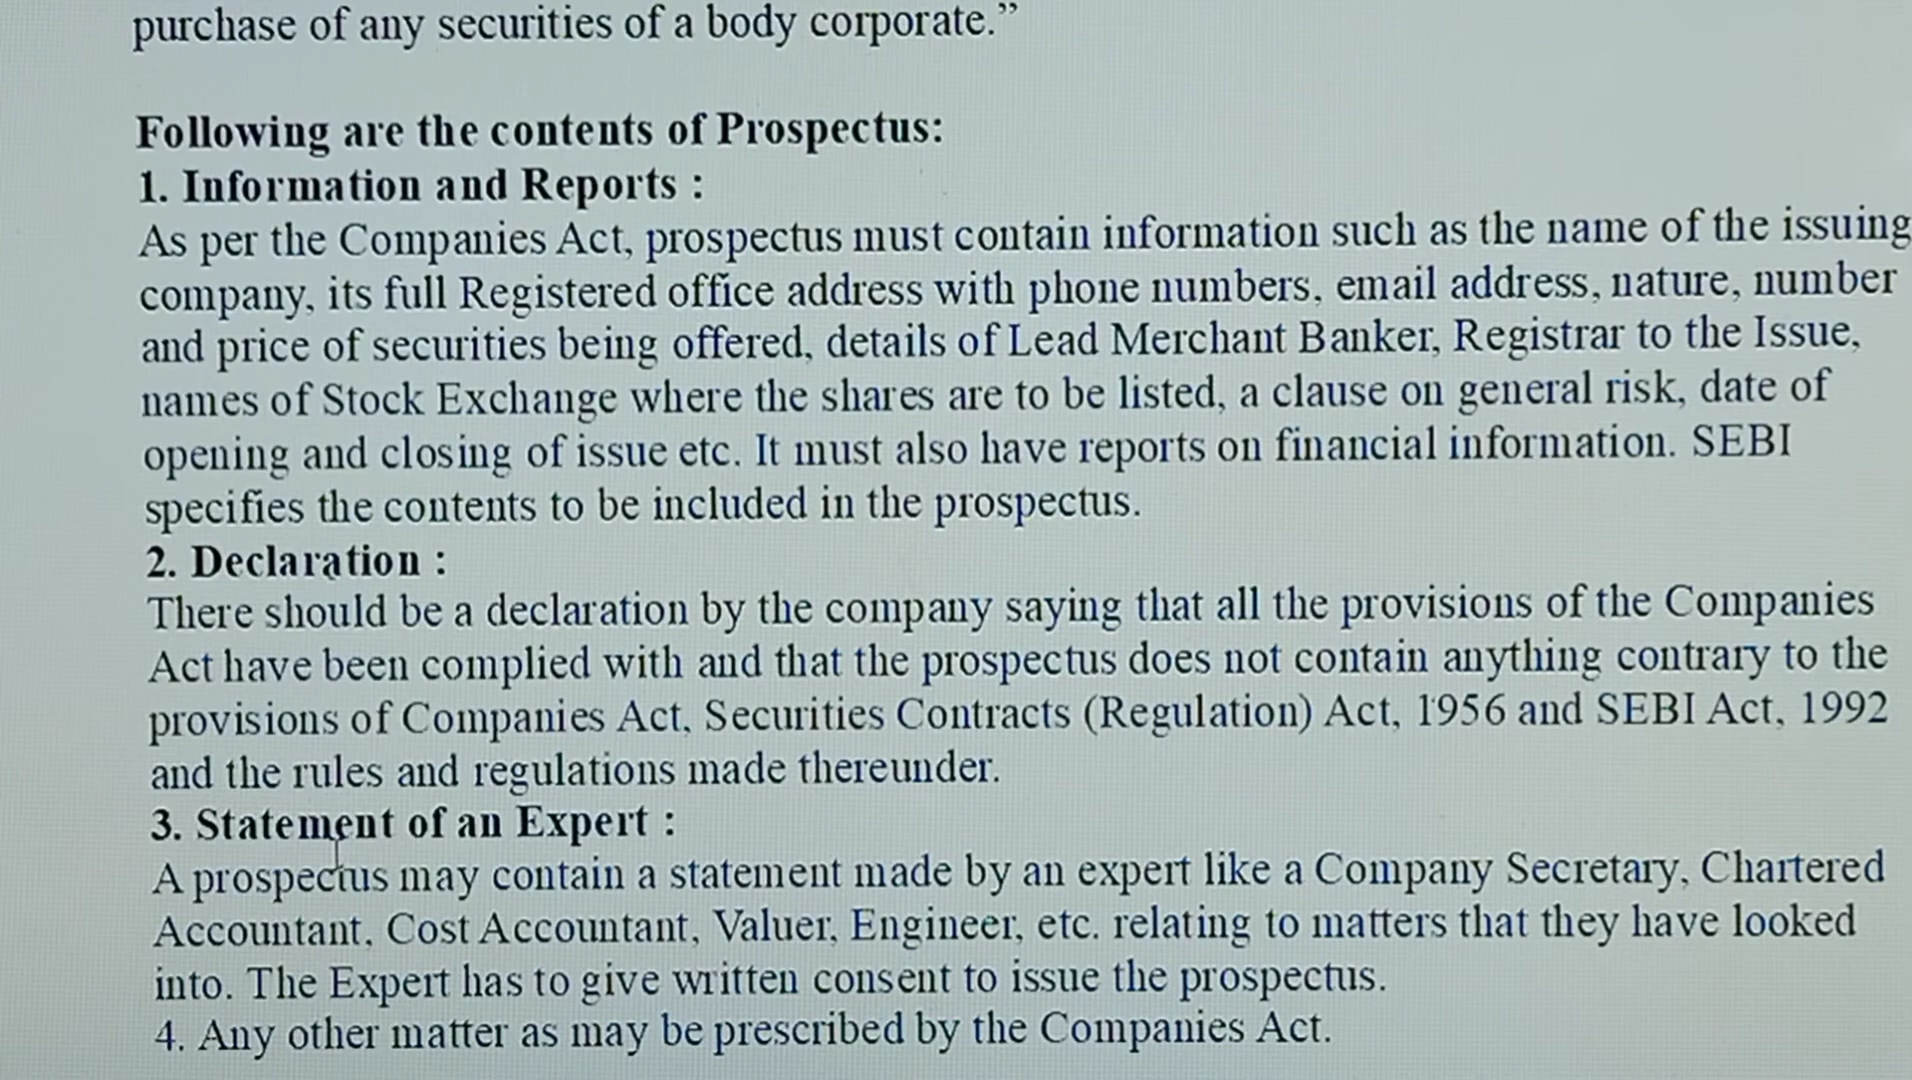 purchase of any securities of a body corporate.”
Following are the contents of Prospectus:
1. Information and Reports :
As per the Companies Act, prospectus must contain information such as the name of the issuing
company, its full Registered office address with phone numbers, email address, nature, number
and price of securities being offered, details of Lead Merchant Banker, Registrar to the Issue,
names of Stock Exchange where the shares are to be listed, a clause on general risk, date of
opening and closing of issue etc. It must also have reports on financial information. SEBI
specifies the contents to be included in the prospectus.
2. Declaration :
There should be a declaration by the company saying that all the provisions of the Companies
Act have been complied with and that the prospectus does not contain anything contrary to the
provisions of Companies Act, Securities Contracts (Regulation) Act, 1956 and SEBI Act, 1992
and the rules and regulations made thereunder.
3. Statement of an Expert :
A prospectus may contain a statement made by an expert like a Company Secretary, Chartered
Accountant, Cost Accountant, Valuer, Engineer, etc. relating to matters that they have looked
into. The Expert has to give written consent to issue the prospectus.
4. Any other matter as may be prescribed by the Companies Act.